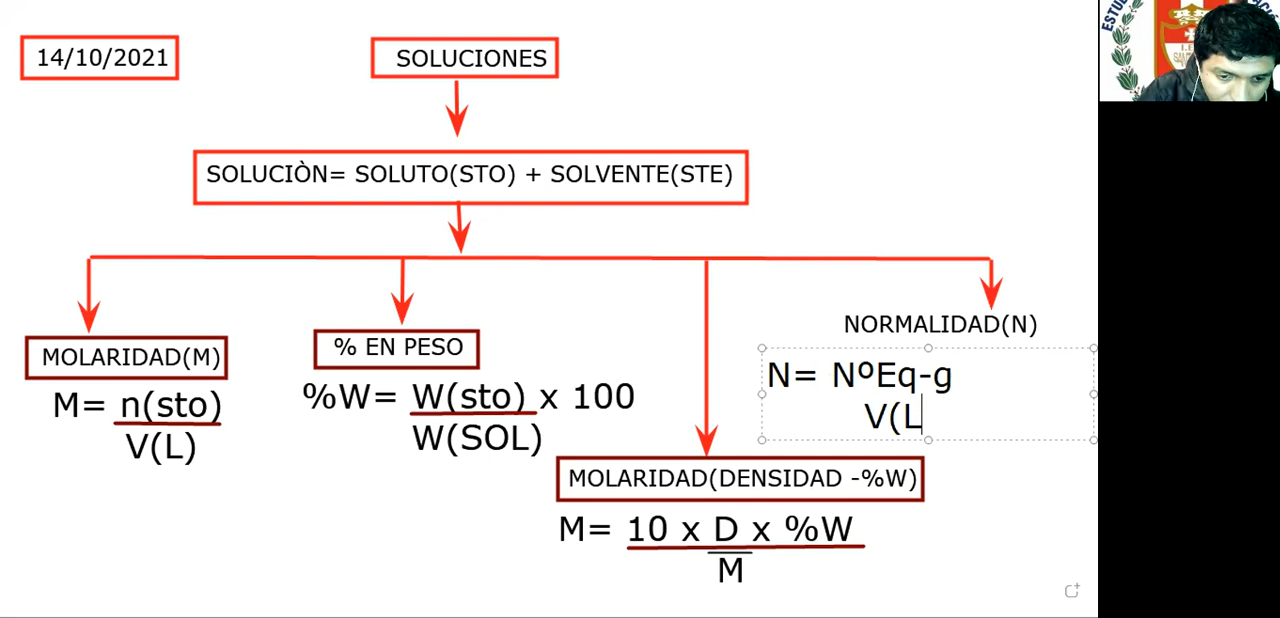 14/10/2021
SOLUCIONES
SOLUCIÒN= SOLUTO(STO) + SOLVENTE(STE)
MOLARIDAD(M)
M= n(sto)
V(L)
% EN PESO
%W= W(sto) x 100
W(SOL)
MOLARIDAD(DENSIDAD -%W)
M= 10 x D x %W
M
NORMALIDAD(N)
N= NºEq-g
V(L